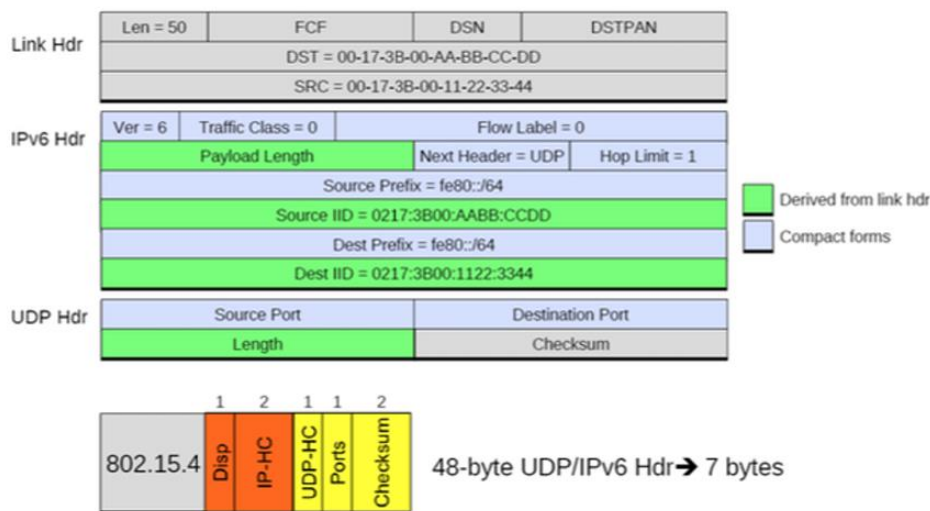 Link Hdr
Len = 50 FCF DSN DSTPAN
DST = 00-17-3B-00-AA-BB-CC-DD
SRC = 00-17-3B-00-11-22-33-44
IPv6 Hdr
Ver = 6 Traffic Class = 0 Flow Label = 0
Payload Length Next Header = UDP Hop Limit = 1
Source Prefix = fe80::/64
Source IID = 0217:3B00:AABB:CCDD
Dest Prefix = fe80::/64
Dest IID = 0217:3B00:1122:3344
Derived from link hdr
Compact forms
UDP Hdr
Source Port Destination Port
Length Checksum
1 2 1 1 2
802.15.4 Disp IP-HC UDP-HC Ports Checksum
48-byte UDP/IPv6 Hdr➔ 7 bytes